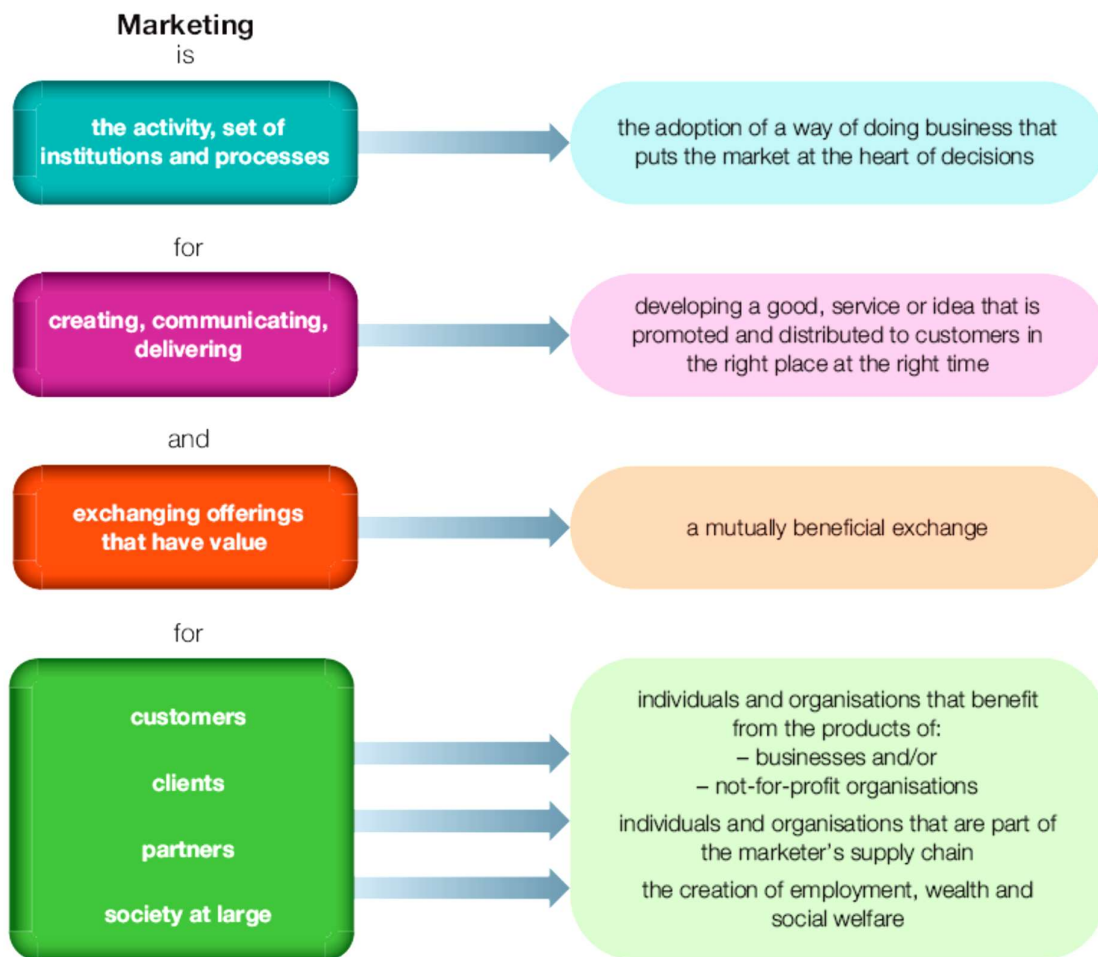 Marketing
is
the activity, set of
institutions and processes
the adoption of a way of doing business that
puts the market at the heart of decisions
for
creating, communicating,
delivering
developing a good, service or idea that is
promoted and distributed to customers in
the right place at the right time
and
exchanging offerings
that have value
a mutually beneficial exchange
for
customers
clients
partners
society at large
individuals and organisations that benefit
from the products of:
– businesses and/or
– not-for-profit organisations
individuals and organisations that are part of
the marketer's supply chain
the creation of employment, wealth and
social welfare